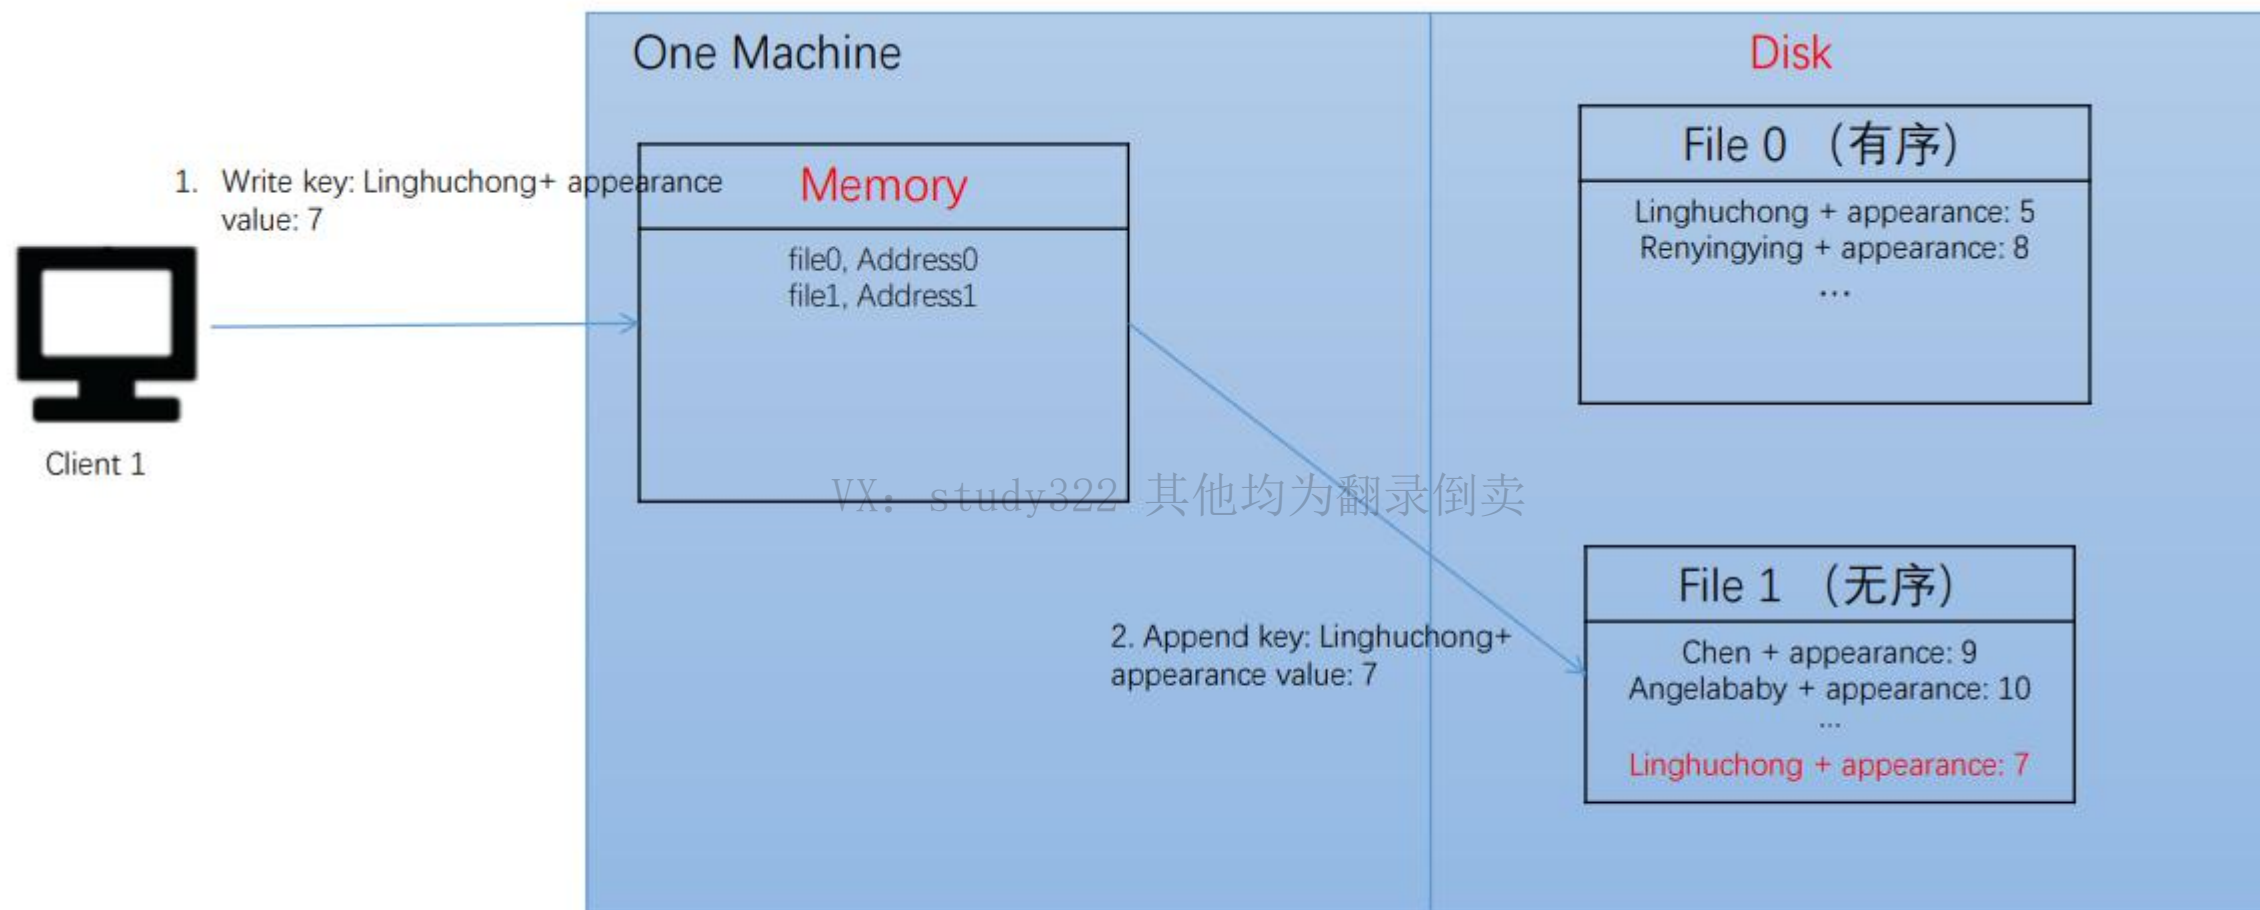 One Machine
Disk
1. Write key: Linghuchong+ appearance
value: 7
Client 1
Memory
file0, Address0
file1, Address1
File 0 （有序）
Linghuchong + appearance: 5
Renyingying + appearance: 8
...
VX: study322 其他均为翻录倒卖
2. Append key: Linghuchong+
appearance value: 7
File 1 （无序）
Chen + appearance: 9
Angelababy + appearance: 10
...
Linghuchong + appearance: 7